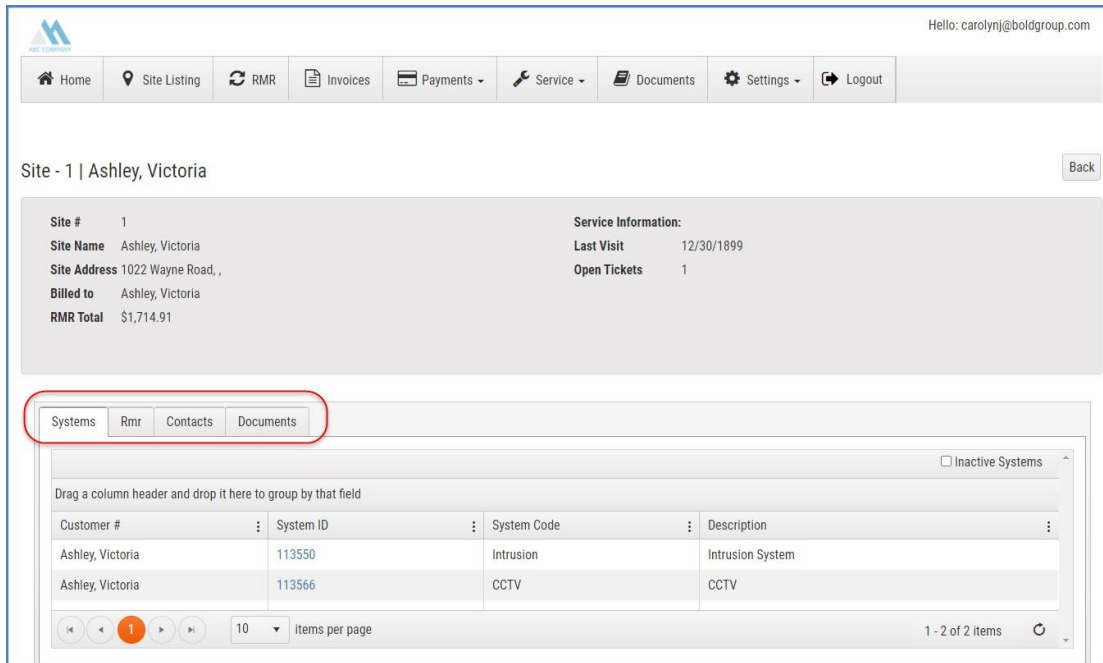 Hello: carolynj@boldgroup.com
ABC COMPANY
Home Site Listing RMR Invoices Payments Service Documents Settings Logout
Site - 1 | Ashley, Victoria
Back
Site # 1
Site Name Ashley, Victoria
Site Address 1022 Wayne Road, ,
Billed to Ashley, Victoria
RMR Total $1,714.91
Service Information:
Last Visit 12/30/1899
Open Tickets 1
Systems Rmr Contacts Documents
Inactive Systems
Drag a column header and drop it here to group by that field
Customer # System ID System Code Description
Ashley, Victoria 113550 Intrusion Intrusion System
Ashley, Victoria 113566 CCTV CCTV
1 10 items per page 1 - 2 of 2 items